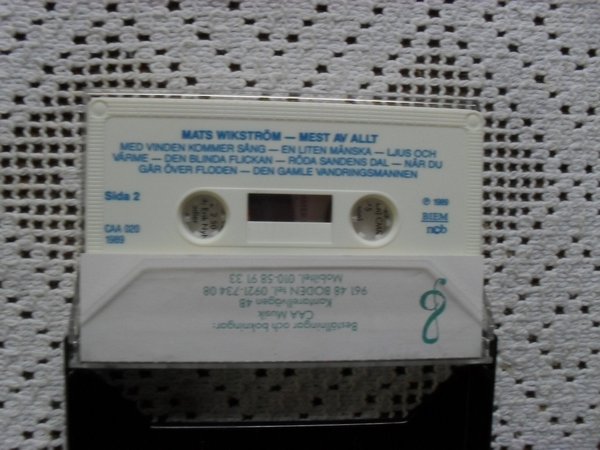 MATS WIKSTRÖM — MEST AV ALLT
MED VINDEN KOMMER SÅNG — EN LITEN MÄNSKA — LJUS OCH
VÄRME — DEN BLINDA FLICKAN — RÖDA SANDENS DAL — NÄR DU
GÅR ÖVER FLODEN — DEN GAMLE VANDRINGSMANNEN
Sida 2
CAA 020
1989
℗ 1989
BIEM
ncb
Beställningar och bokningar:
CAA Musik
Kantarellvägen 48
961 48 BODEN tel. 0921-734 08
Mobiltel. 010-58 91 33